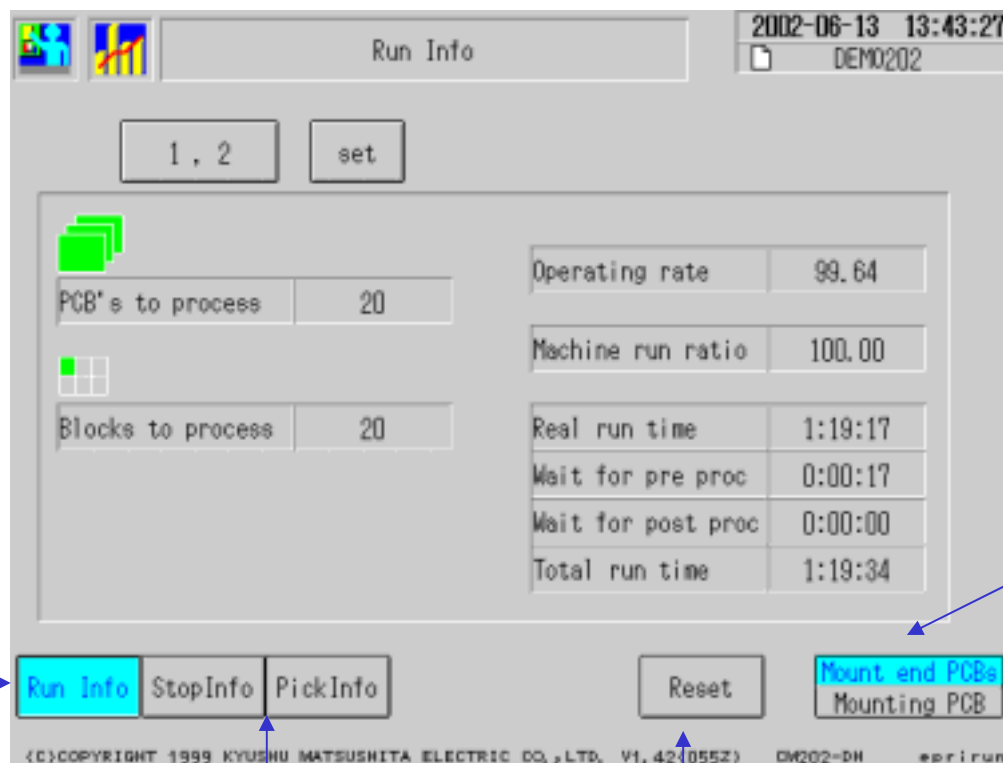 Run Info
2002-06-13 13:43:27
DEMO202
1 , 2
set
PCB's to process 20
Blocks to process 20
Operating rate 99.64
Machine run ratio 100.00
Real run time 1:19:17
Wait for pre proc 0:00:17
Wait for post proc 0:00:00
Total run time 1:19:34
Run Info StopInfo PickInfo
Reset
Mount end PCBs
Mounting PCB
(C)COPYRIGHT 1999 KYUSHU MATSUSHITA ELECTRIC CO.,LTD. V1.42(055Z) CM202-DH eprirun